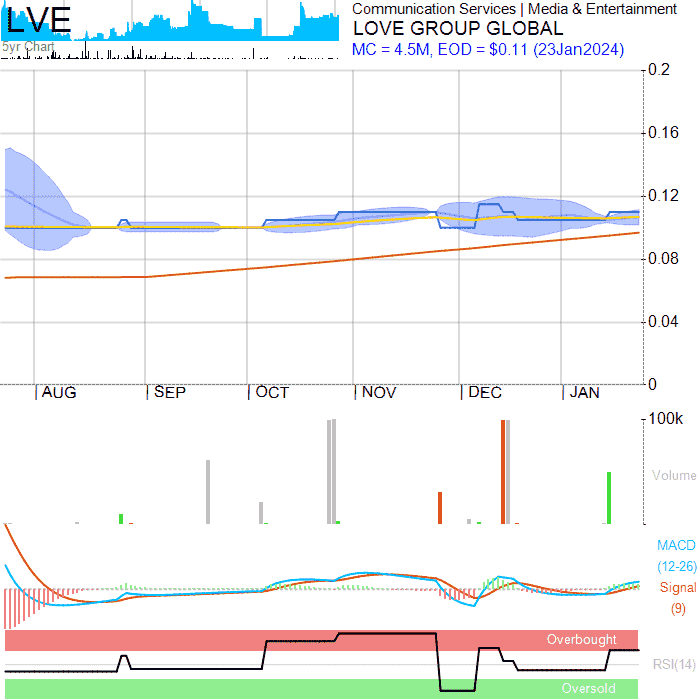 LVE
5yr Chart
Communication Services | Media & Entertainment
LOVE GROUP GLOBAL
MC = 4.5M, EOD = $0.11 (23Jan2024)
0.2
0.16
0.12
0.08
0.04
0
AUG SEP OCT NOV DEC JAN
100k
Volume
MACD
(12-26)
Signal
(9)
Overbought
RSI(14)
Oversold